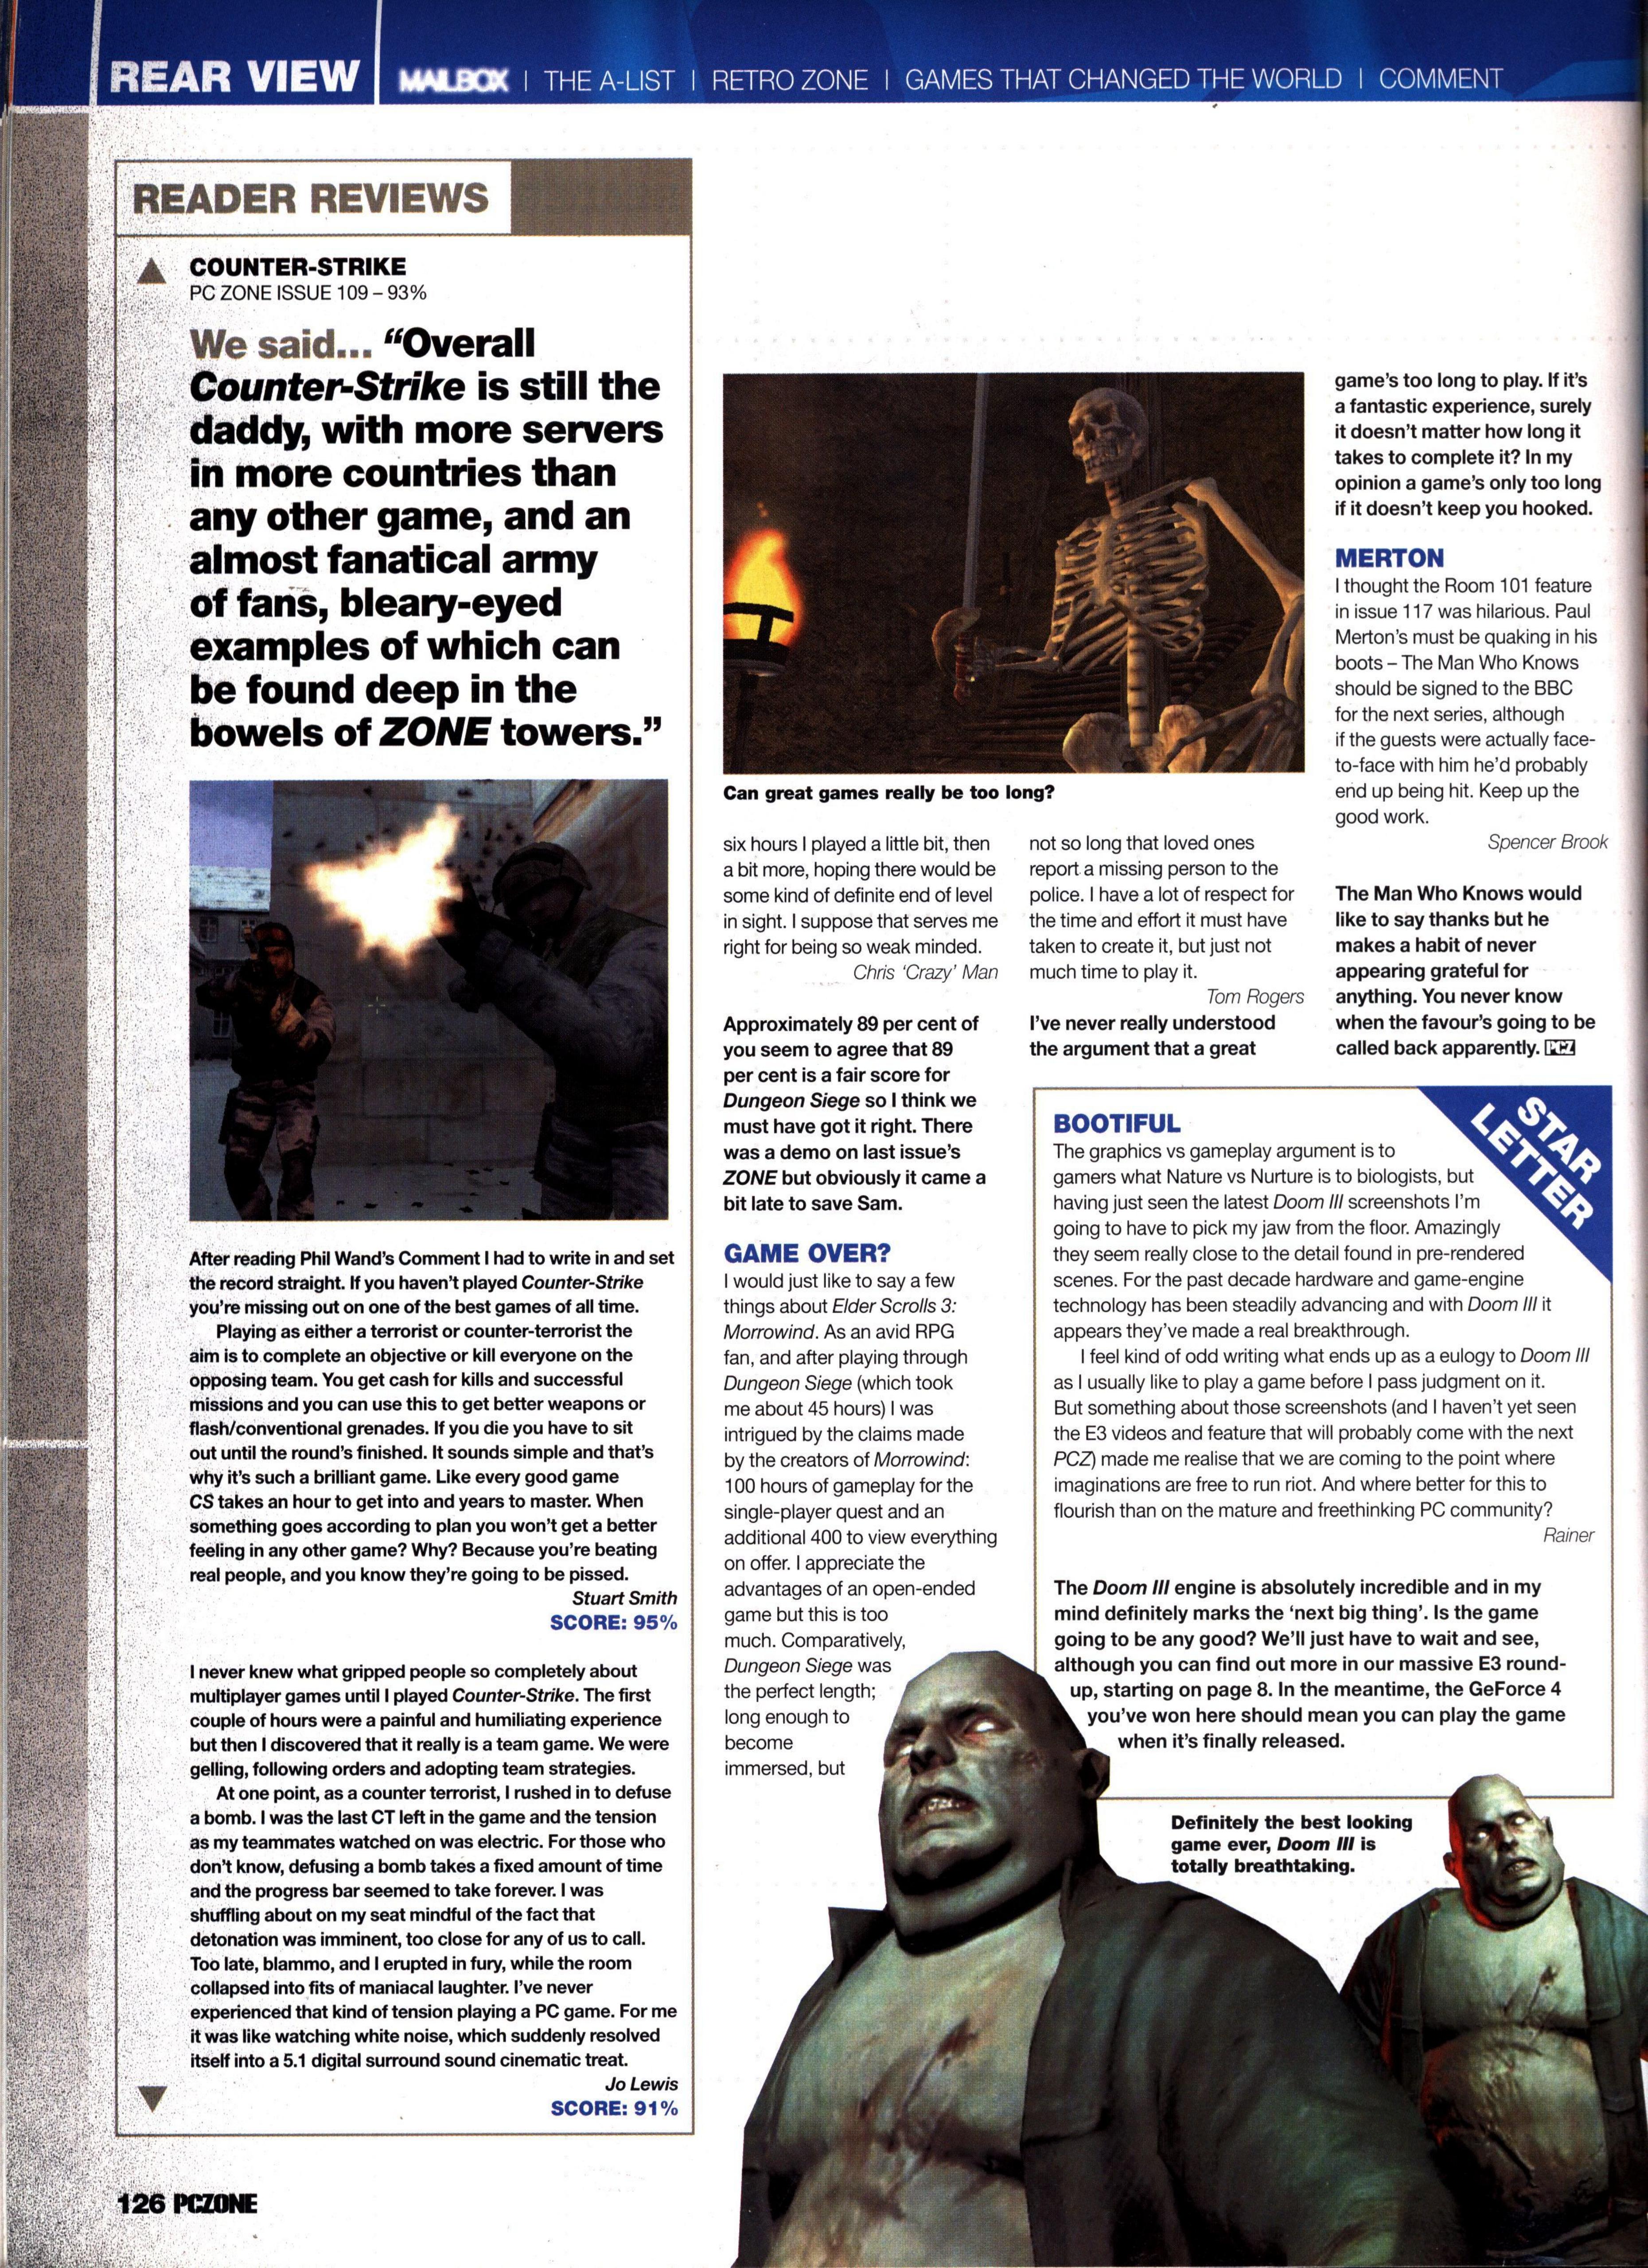 REAR VIEW
MAILBOX | THE A-LIST | RETRO ZONE | GAMES THAT CHANGED THE WORLD | COMMENT
READER REVIEWS
COUNTER-STRIKE
PC ZONE ISSUE 109 – 93%
We said... “Overall
Counter-Strike is still the
daddy, with more servers
in more countries than
any other game, and an
almost fanatical army
of fans, bleary-eyed
examples of which can
be found deep in the
bowels of ZONE towers.”
After reading Phil Wand's Comment I had to write in and set
the record straight. If you haven't played Counter-Strike
you're missing out on one of the best games of all time.
Playing as either a terrorist or counter-terrorist the
aim is to complete an objective or kill everyone on the
opposing team. You get cash for kills and successful
missions and you can use this to get better weapons or
flash/conventional grenades. If you die you have to sit
out until the round's finished. It sounds simple and that's
why it's such a brilliant game. Like every good game
CS takes an hour to get into and years to master. When
something goes according to plan you won't get a better
feeling in any other game? Why? Because you're beating
real people, and you know they're going to be pissed.
Stuart Smith
SCORE: 95%
I never knew what gripped people so completely about
multiplayer games until I played Counter-Strike. The first
couple of hours were a painful and humiliating experience
but then I discovered that it really is a team game. We were
gelling, following orders and adopting team strategies.
At one point, as a counter terrorist, I rushed in to defuse
a bomb. I was the last CT left in the game and the tension
as my teammates watched on was electric. For those who
don't know, defusing a bomb takes a fixed amount of time
and the progress bar seemed to take forever. I was
shuffling about on my seat mindful of the fact that
detonation was imminent, too close for any of us to call.
Too late, blammo, and I erupted in fury, while the room
collapsed into fits of maniacal laughter. I've never
experienced that kind of tension playing a PC game. For me
it was like watching white noise, which suddenly resolved
itself into a 5.1 digital surround sound cinematic treat.
Jo Lewis
SCORE: 91%
Can great games really be too long?
six hours I played a little bit, then
a bit more, hoping there would be
some kind of definite end of level
in sight. I suppose that serves me
right for being so weak minded.
Chris ‘Crazy’ Man
Approximately 89 per cent of
you seem to agree that 89
per cent is a fair score for
Dungeon Siege so I think we
must have got it right. There
was a demo on last issue's
ZONE but obviously it came a
bit late to save Sam.
GAME OVER?
I would just like to say a few
things about Elder Scrolls 3:
Morrowind. As an avid RPG
fan, and after playing through
Dungeon Siege (which took
me about 45 hours) I was
intrigued by the claims made
by the creators of Morrowind:
100 hours of gameplay for the
single-player quest and an
additional 400 to view everything
on offer. I appreciate the
advantages of an open-ended
game but this is too
much. Comparatively,
Dungeon Siege was
the perfect length;
long enough to
become
immersed, but
not so long that loved ones
report a missing person to the
police. I have a lot of respect for
the time and effort it must have
taken to create it, but just not
much time to play it.
Tom Rogers
I've never really understood
the argument that a great
game's too long to play. If it's
a fantastic experience, surely
it doesn't matter how long it
takes to complete it? In my
opinion a game's only too long
if it doesn't keep you hooked.
MERTON
I thought the Room 101 feature
in issue 117 was hilarious. Paul
Merton's must be quaking in his
boots – The Man Who Knows
should be signed to the BBC
for the next series, although
if the guests were actually face-
to-face with him he'd probably
end up being hit. Keep up the
good work.
Spencer Brook
The Man Who Knows would
like to say thanks but he
makes a habit of never
appearing grateful for
anything. You never know
when the favour's going to be
called back apparently. PCZ
STAR
LETTER
BOOTIFUL
The graphics vs gameplay argument is to
gamers what Nature vs Nurture is to biologists, but
having just seen the latest Doom III screenshots I'm
going to have to pick my jaw from the floor. Amazingly
they seem really close to the detail found in pre-rendered
scenes. For the past decade hardware and game-engine
technology has been steadily advancing and with Doom III it
appears they've made a real breakthrough.
I feel kind of odd writing what ends up as a eulogy to Doom III
as I usually like to play a game before I pass judgment on it.
But something about those screenshots (and I haven't yet seen
the E3 videos and feature that will probably come with the next
PCZ) made me realise that we are coming to the point where
imaginations are free to run riot. And where better for this to
flourish than on the mature and freethinking PC community?
Rainer
The Doom III engine is absolutely incredible and in my
mind definitely marks the ‘next big thing’. Is the game
going to be any good? We'll just have to wait and see,
although you can find out more in our massive E3 round-
up, starting on page 8. In the meantime, the GeForce 4
you've won here should mean you can play the game
when it's finally released.
Definitely the best looking
game ever, Doom III is
totally breathtaking.
126 PCZONE